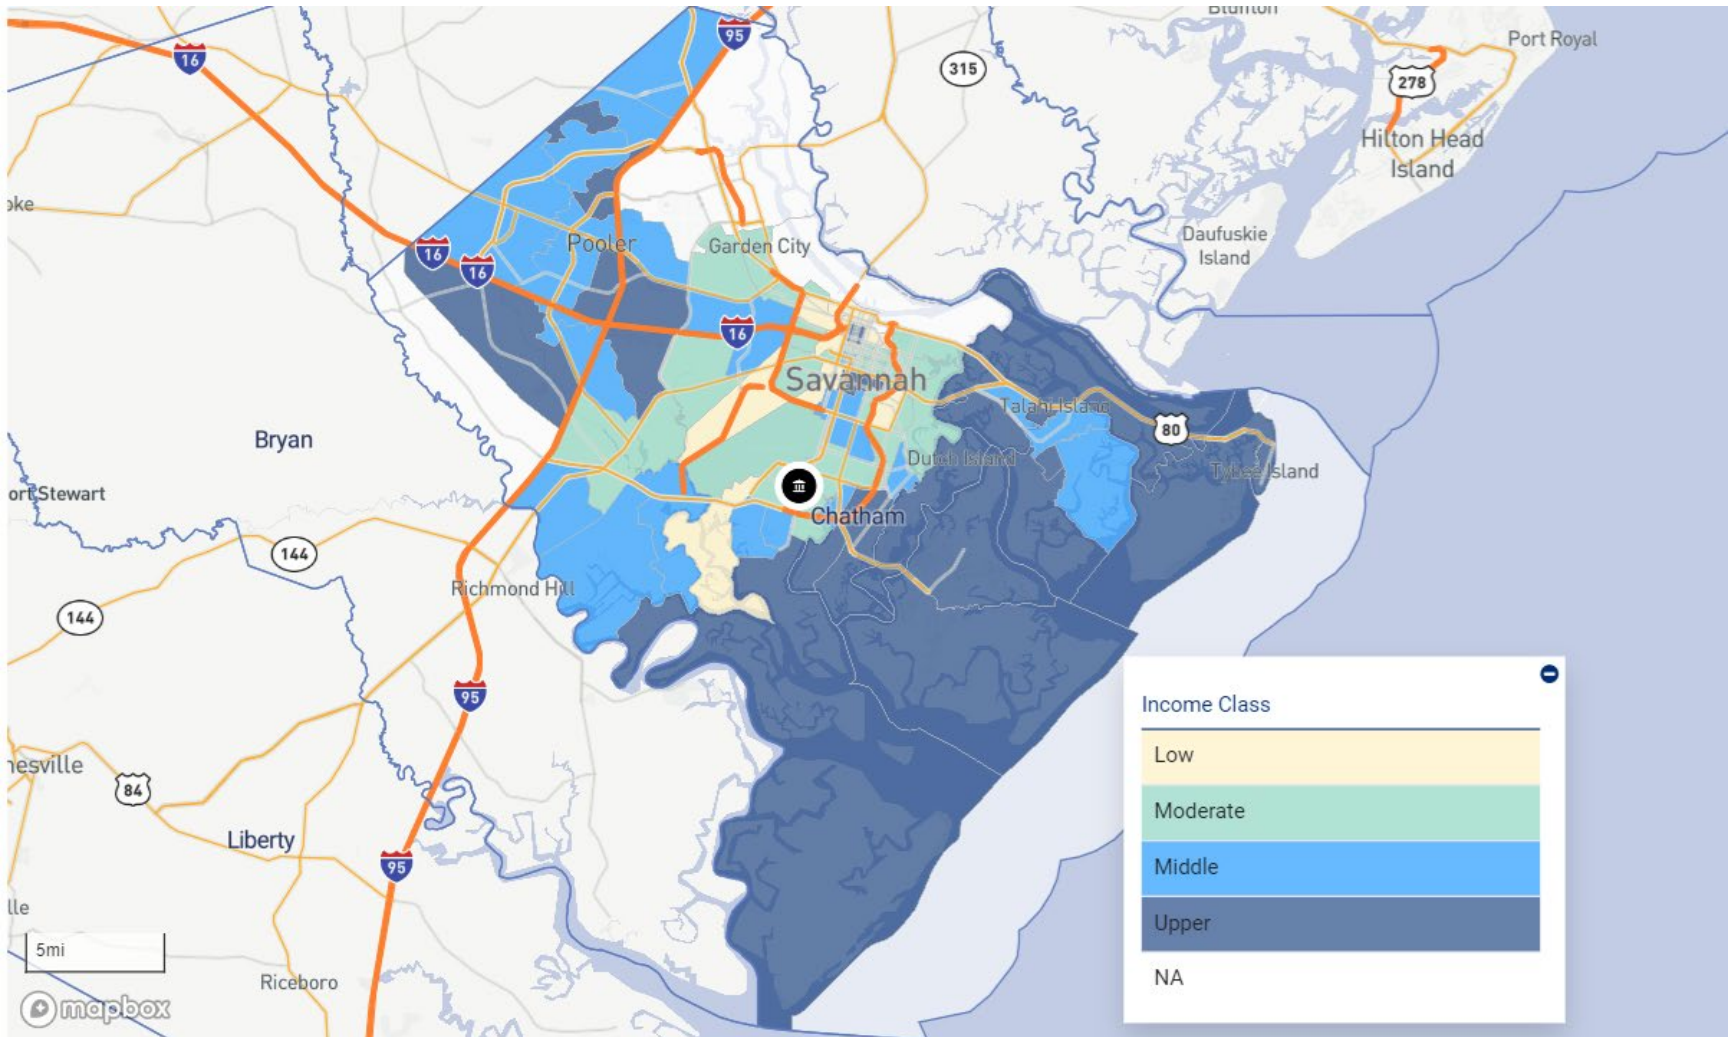 Bluffton
Port Royal
95
16
315
278
Hilton Head
Island
oke
Daufuskie
Island
Pooler
Garden City
16
16
16
Savannah
Talahi Island
80
Bryan
Dutch Island
Tybee Island
ort Stewart
Chatham
144
Richmond Hill
144
95
Income Class
Low
Moderate
Middle
Upper
NA
nesville
84
Liberty
95
lle
5mi
Riceboro
mapbox